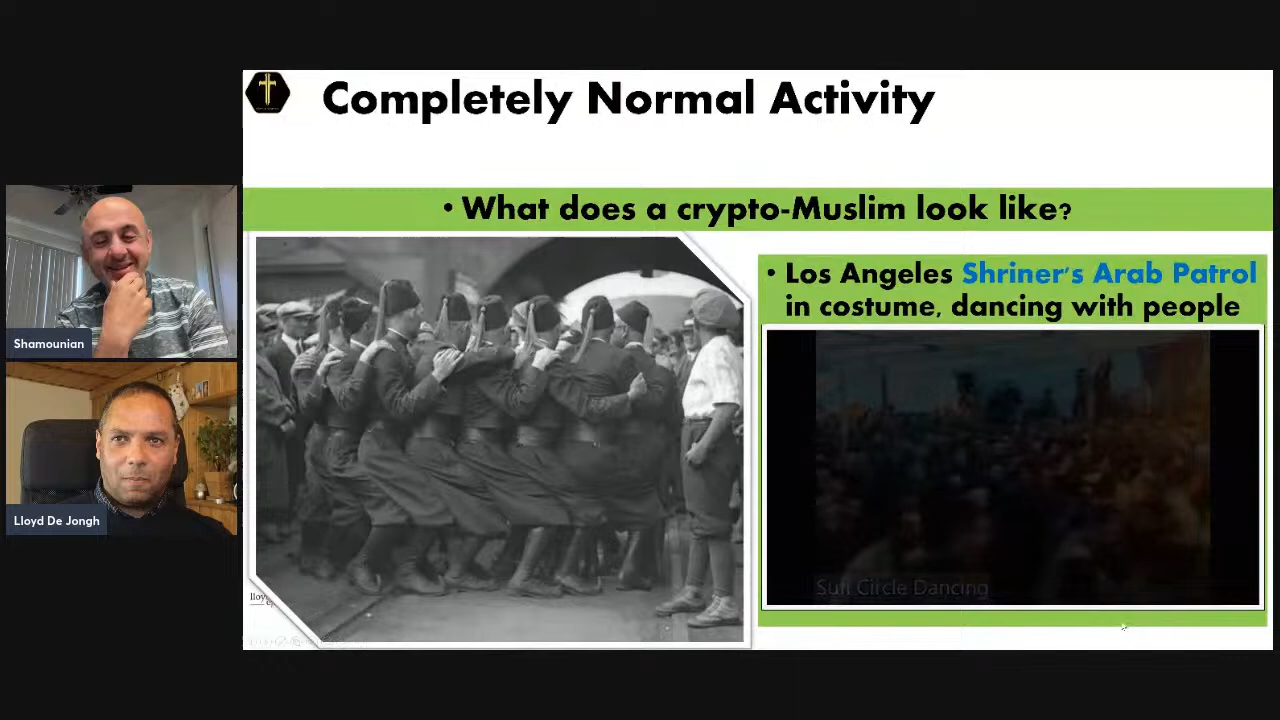 Completely Normal Activity
• What does a crypto-Muslim look like?
• Los Angeles Shriner's Arab Patrol
in costume, dancing with people
Shamounian
Lloyd De Jongh
Sufi Circle Dancing